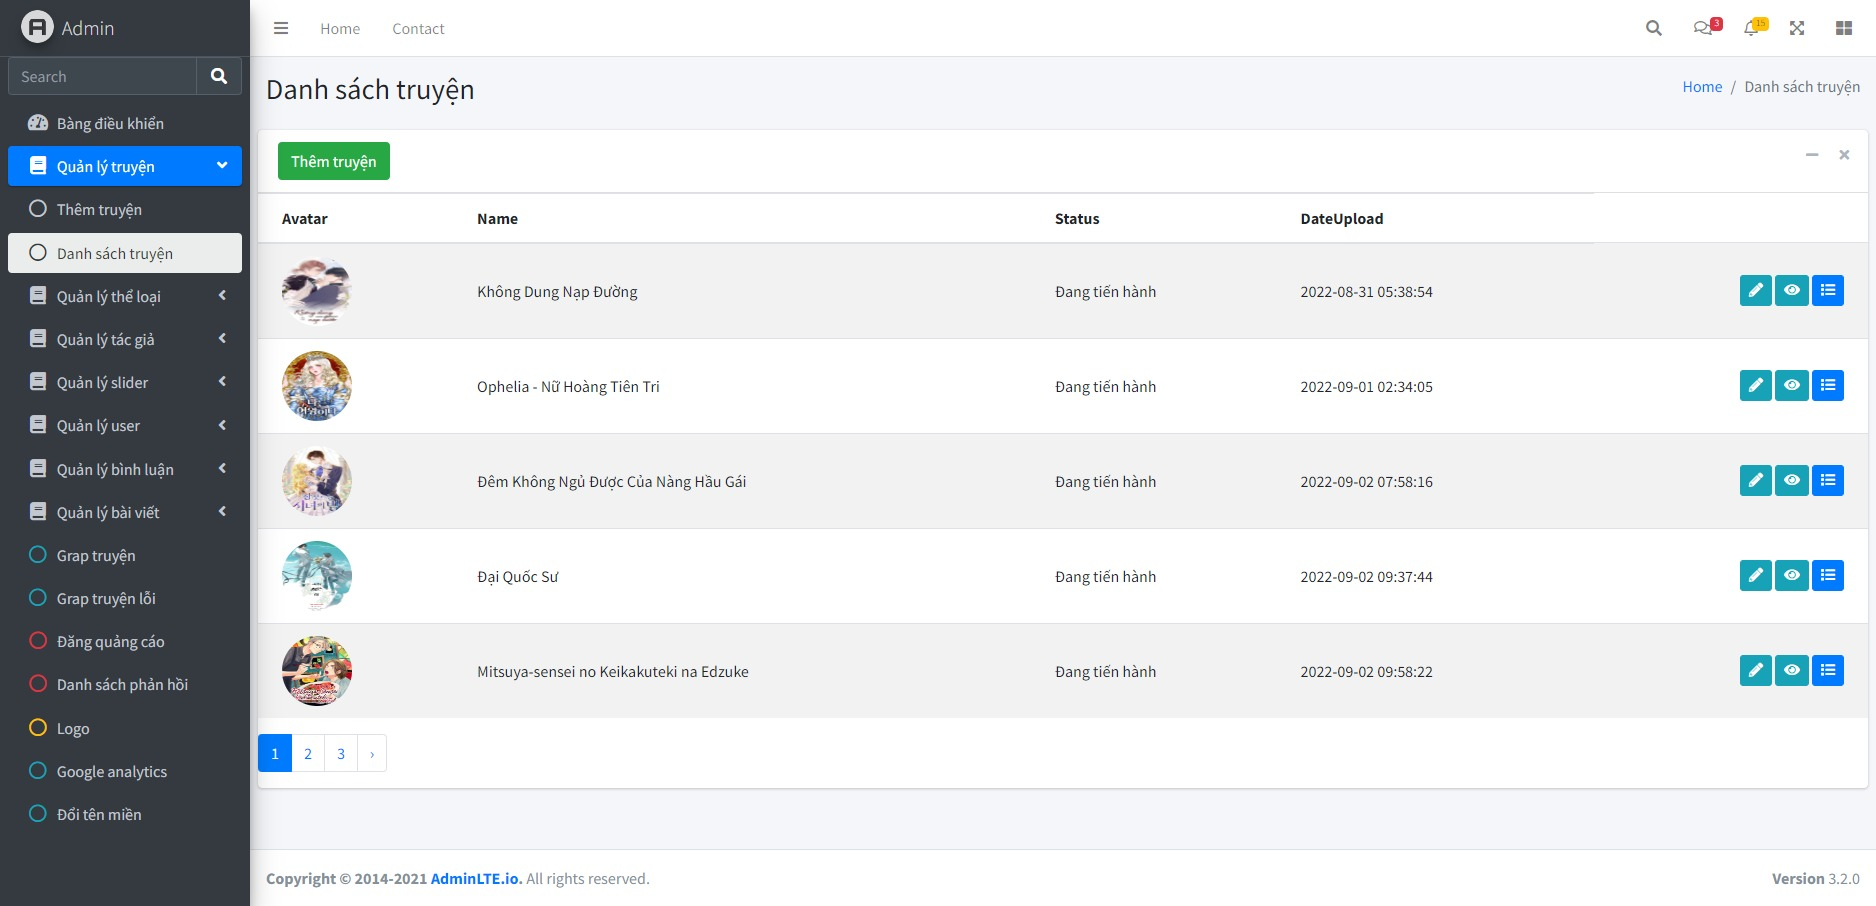 Admin
Home
Contact
3
15
Search
Danh sách truyện
Home / Danh sách truyện
Bàng điều khiển
Quản lý truyện
Thêm truyện
Danh sách truyện
Quản lý thể loại
Quản lý tác giả
Quản lý slider
Quản lý user
Quản lý bình luận
Quản lý bài viết
Grap truyện
Grap truyện lỗi
Đăng quảng cáo
Danh sách phản hồi
Logo
Google analytics
Đổi tên miền
Thêm truyện
Avatar Name Status DateUpload
Không Dung Nạp Đường Đang tiến hành 2022-08-31 05:38:54
Ophelia - Nữ Hoàng Tiên Tri Đang tiến hành 2022-09-01 02:34:05
Đêm Không Ngủ Được Của Nàng Hầu Gái Đang tiến hành 2022-09-02 07:58:16
Đại Quốc Sư Đang tiến hành 2022-09-02 09:37:44
Mitsuya-sensei no Keikakuteki na Edzuke Đang tiến hành 2022-09-02 09:58:22
1 2 3 ›
Copyright © 2014-2021 AdminLTE.io. All rights reserved.
Version 3.2.0